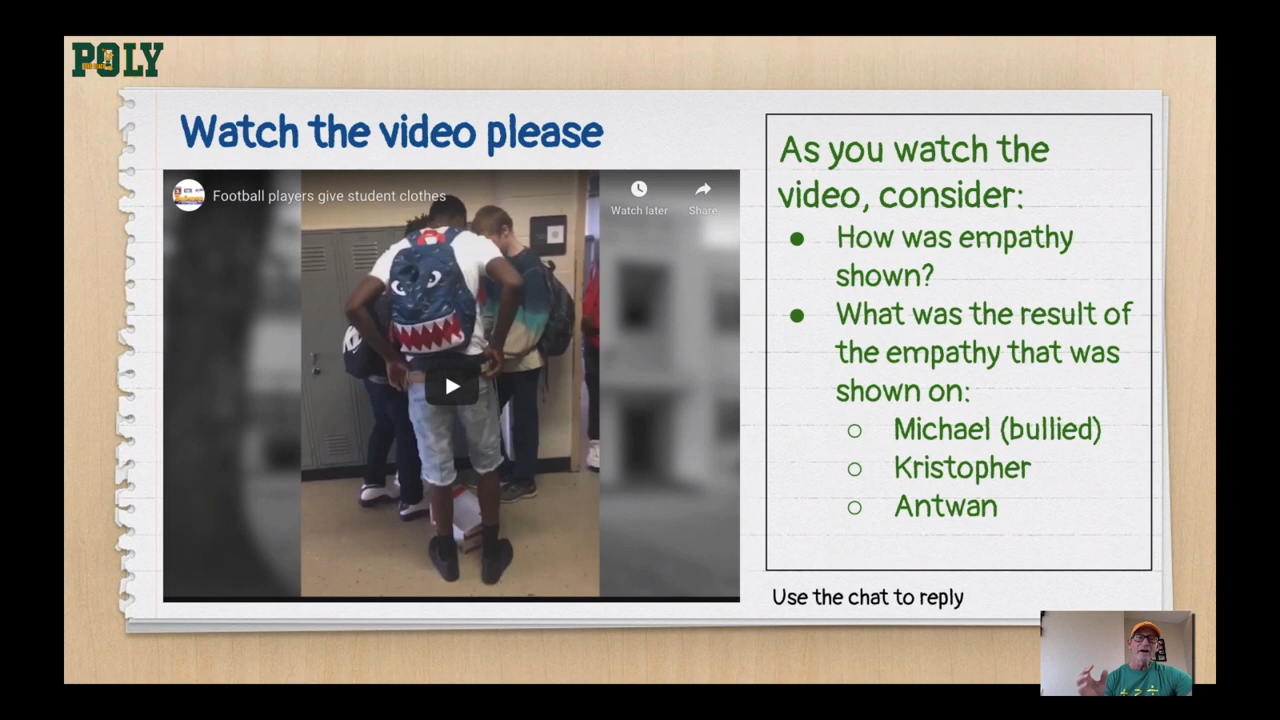 POLY
Watch the video please
Football players give student clothes
Watch later
Share
As you watch the
video, consider:
How was empathy
shown?
What was the result of
the empathy that was
shown on:
Michael (bullied)
Kristopher
Antwan
Use the chat to reply